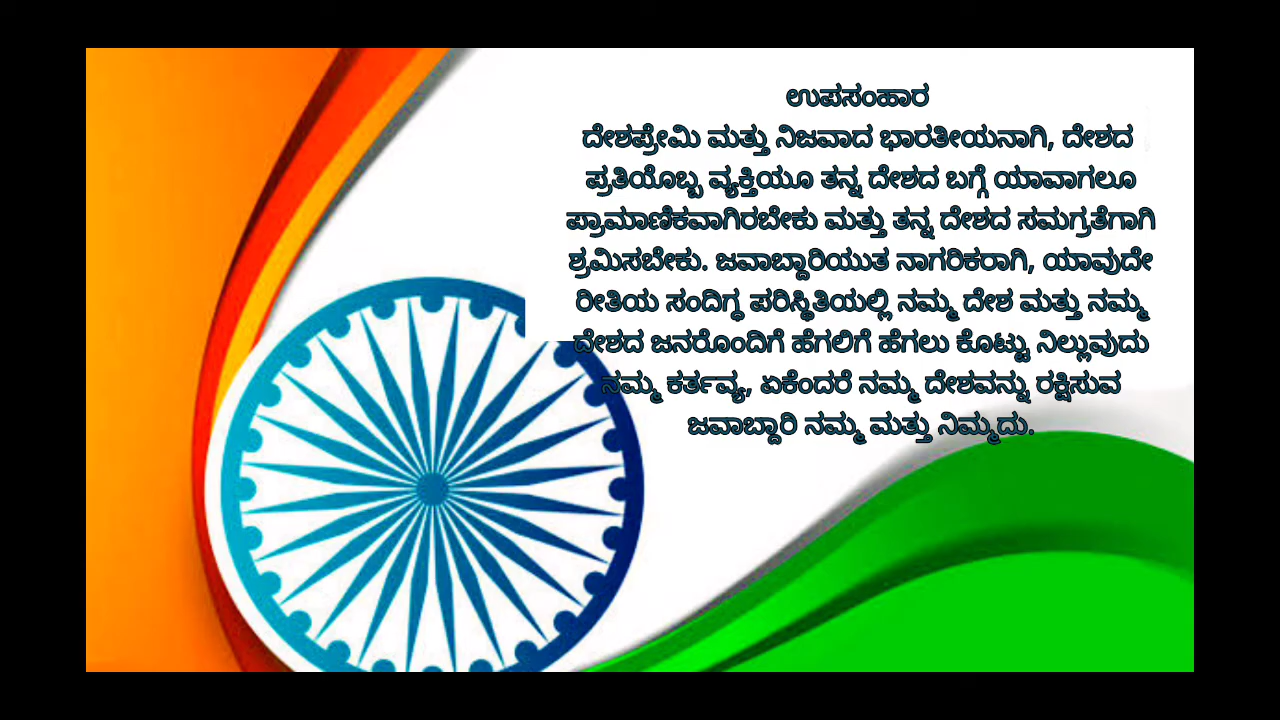 ಉಪಸಂಹಾರ
ದೇಶಪ್ರೇಮಿ ಮತ್ತು ನಿಜವಾದ ಭಾರತೀಯನಾಗಿ, ದೇಶದ
ಪ್ರತಿಯೊಬ್ಬ ವ್ಯಕ್ತಿಯೂ ತನ್ನ ದೇಶದ ಬಗ್ಗೆ ಯಾವಾಗಲೂ
ಪ್ರಾಮಾಣಿಕವಾಗಿರಬೇಕು ಮತ್ತು ತನ್ನ ದೇಶದ ಸಮಗ್ರತೆಗಾಗಿ
ಶ್ರಮಿಸಬೇಕು. ಜವಾಬ್ದಾರಿಯುತ ನಾಗರಿಕರಾಗಿ, ಯಾವುದೇ
ರೀತಿಯ ಸಂದಿಗ್ಧ ಪರಿಸ್ಥಿತಿಯಲ್ಲಿ ನಮ್ಮ ದೇಶ ಮತ್ತು ನಮ್ಮ
ದೇಶದ ಜನರೊಂದಿಗೆ ಹೆಗಲಿಗೆ ಹೆಗಲು ಕೊಟ್ಟು ನಿಲ್ಲುವುದು
ನಮ್ಮ ಕರ್ತವ್ಯ, ಏಕೆಂದರೆ ನಮ್ಮ ದೇಶವನ್ನು ರಕ್ಷಿಸುವ
ಜವಾಬ್ದಾರಿ ನಮ್ಮ ಮತ್ತು ನಿಮ್ಮದು.